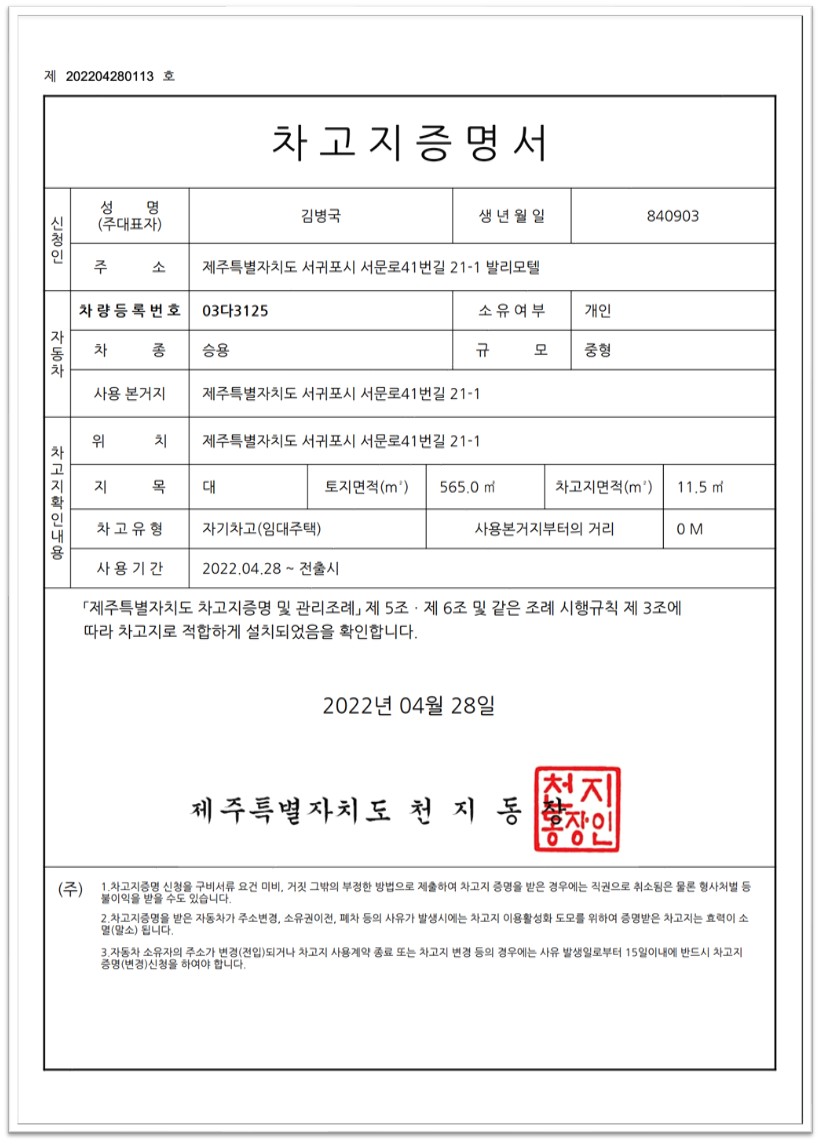 제 202204280113 호
차고지증명서
신청인
성 명
(주대표자)
김병국
생년월일
840903
주 소
제주특별자치도 서귀포시 서문로41번길 21-1 발리모텔
자동차
차량등록번호
03다3125
소유여부
개인
차 종
승용
규 모
중형
사용 본거지
제주특별자치도 서귀포시 서문로41번길 21-1
차고지확인내용
위 치
제주특별자치도 서귀포시 서문로41번길 21-1
지 목
대
토지면적(㎡)
565.0 ㎡
차고지면적(㎡)
11.5 ㎡
차고유형
자기차고(임대주택)
사용본거지부터의 거리
0 M
사용기간
2022.04.28 ~ 전출시
「제주특별자치도 차고지증명 및 관리조례」 제 5조 · 제 6조 및 같은 조례 시행규칙 제 3조에
따라 차고지로 적합하게 설치되었음을 확인합니다.
2022년 04월 28일
제주특별자치도 천 지 동 장
천지
동장인
(주)
1.차고지증명 신청을 구비서류 요건 미비, 거짓 그밖의 부정한 방법으로 제출하여 차고지 증명을 받은 경우에는 직권으로 취소됨은 물론 형사처벌 등
불이익을 받을 수도 있습니다.
2.차고지증명을 받은 자동차가 주소변경, 소유권이전, 폐차 등의 사유가 발생시에는 차고지 이용활성화 도모를 위하여 증명받은 차고지는 효력이 소
멸(말소) 됩니다.
3.자동차 소유자의 주소가 변경(전입)되거나 차고지 사용계약 종료 또는 차고지 변경 등의 경우에는 사유 발생일로부터 15일이내에 반드시 차고지
증명(변경)신청을 하여야 합니다.